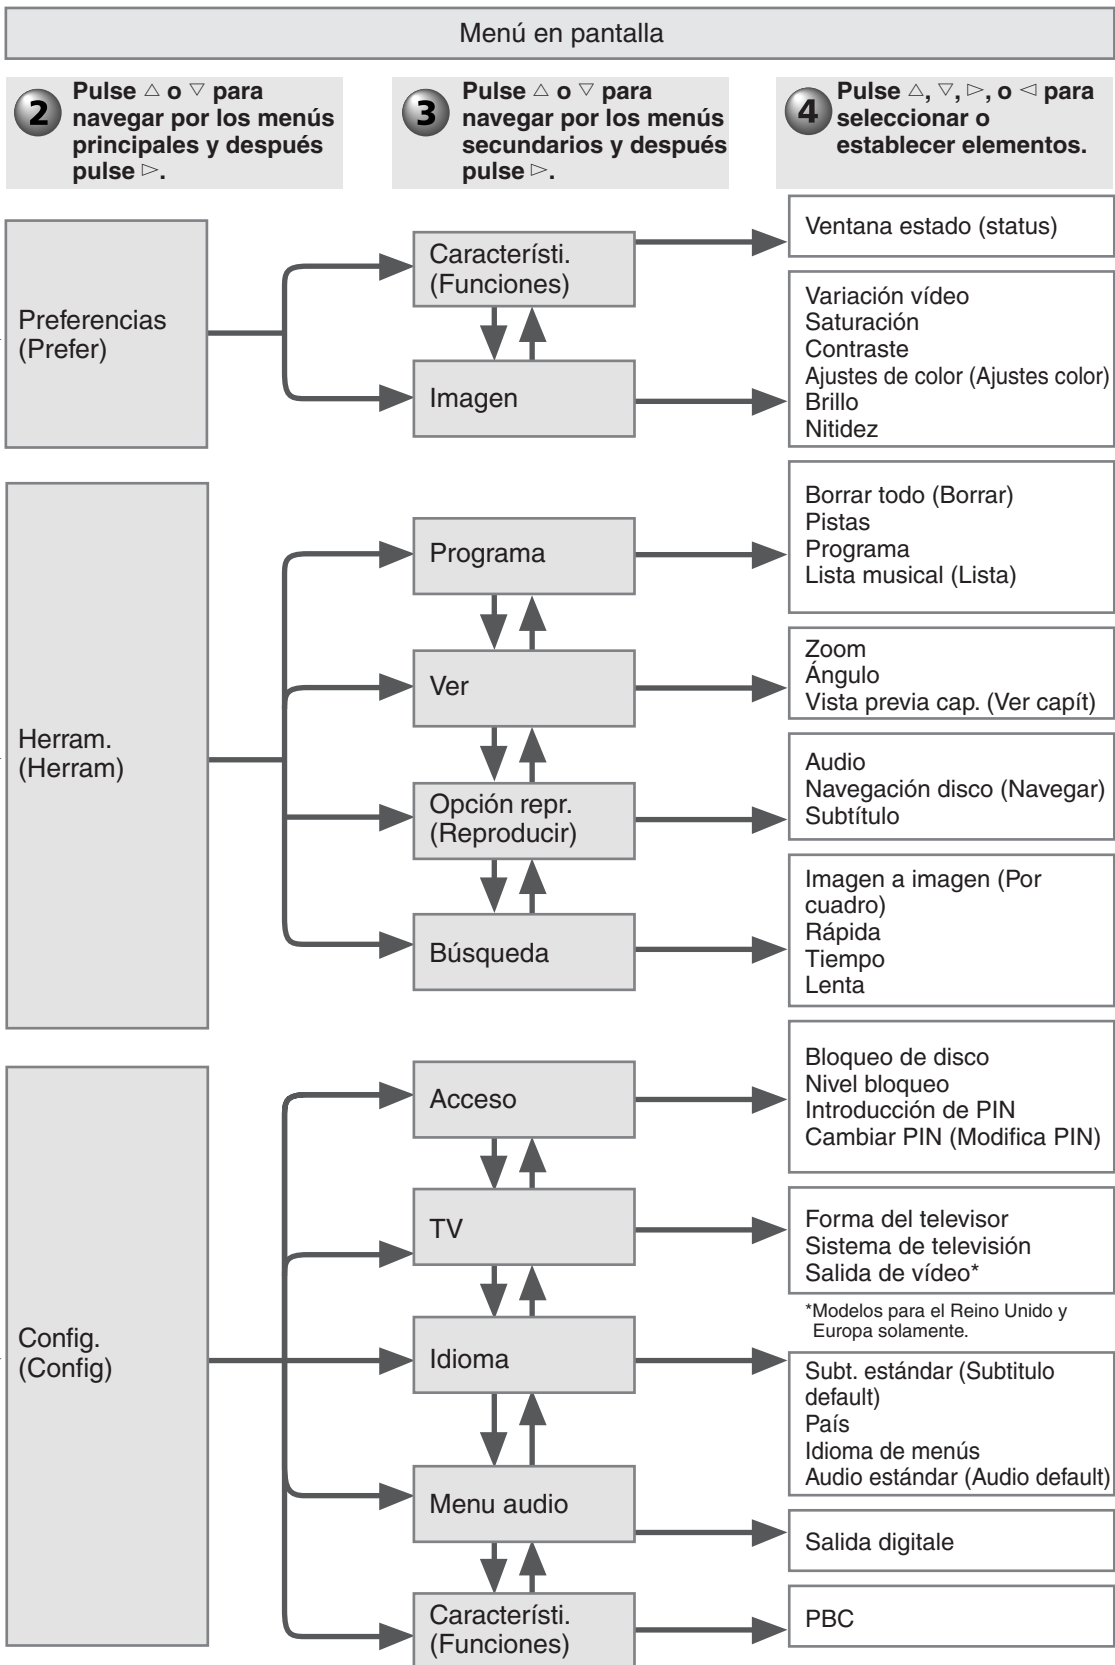 Menú en pantalla
2
Pulse △ o ▽ para
navegar por los menús
principales y después
pulse ▷.
3
Pulse △ o ▽ para
navegar por los menús
secundarios y después
pulse ▷.
4
Pulse △, ▽, ▷, o ◁ para
seleccionar o
establecer elementos.
Preferencias
(Prefer)
Característi.
(Funciones)
Ventana estado (status)
Imagen
Variación vídeo
Saturación
Contraste
Ajustes de color (Ajustes color)
Brillo
Nitidez
Herram.
(Herram)
Programa
Borrar todo (Borrar)
Pistas
Programa
Lista musical (Lista)
Ver
Zoom
Ángulo
Vista previa cap. (Ver capít)
Opción repr.
(Reproducir)
Audio
Navegación disco (Navegar)
Subtítulo
Búsqueda
Imagen a imagen (Por
cuadro)
Rápida
Tiempo
Lenta
Config.
(Config)
Acceso
Bloqueo de disco
Nivel bloqueo
Introducción de PIN
Cambiar PIN (Modifica PIN)
TV
Forma del televisor
Sistema de televisión
Salida de vídeo*
*Modelos para el Reino Unido y
Europa solamente.
Idioma
Subt. estándar (Subtitulo
default)
País
Idioma de menús
Audio estándar (Audio default)
Menu audio
Salida digitale
Característi.
(Funciones)
PBC